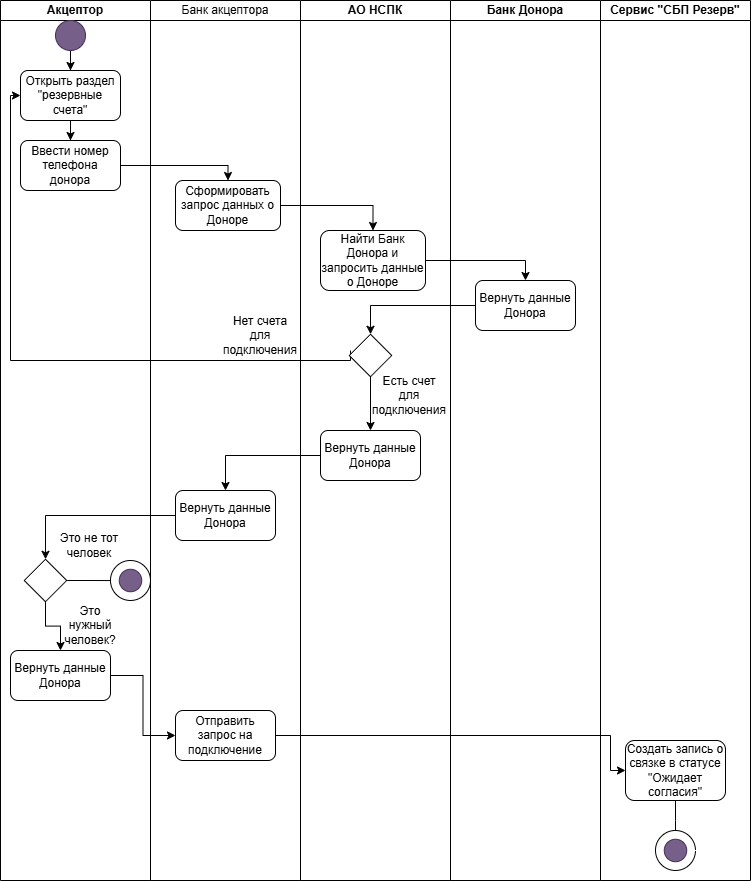 Акцептор
Банк акцептора
АО НСПК
Банк Донора
Сервис "СБП Резерв"
Открыть раздел
"резервные
счета"
Ввести номер
телефона
донора
Сформировать
запрос данных о
Доноре
Найти Банк
Донора и
запросить данные
о Доноре
Вернуть данные
Донора
Нет счета
для
подключения
Есть счет
для
подключения
Вернуть данные
Донора
Вернуть данные
Донора
Это не тот
человек
Это
нужный
человек?
Вернуть данные
Донора
Отправить
запрос на
подключение
Создать запись о
связке в статусе
"Ожидает
согласия"